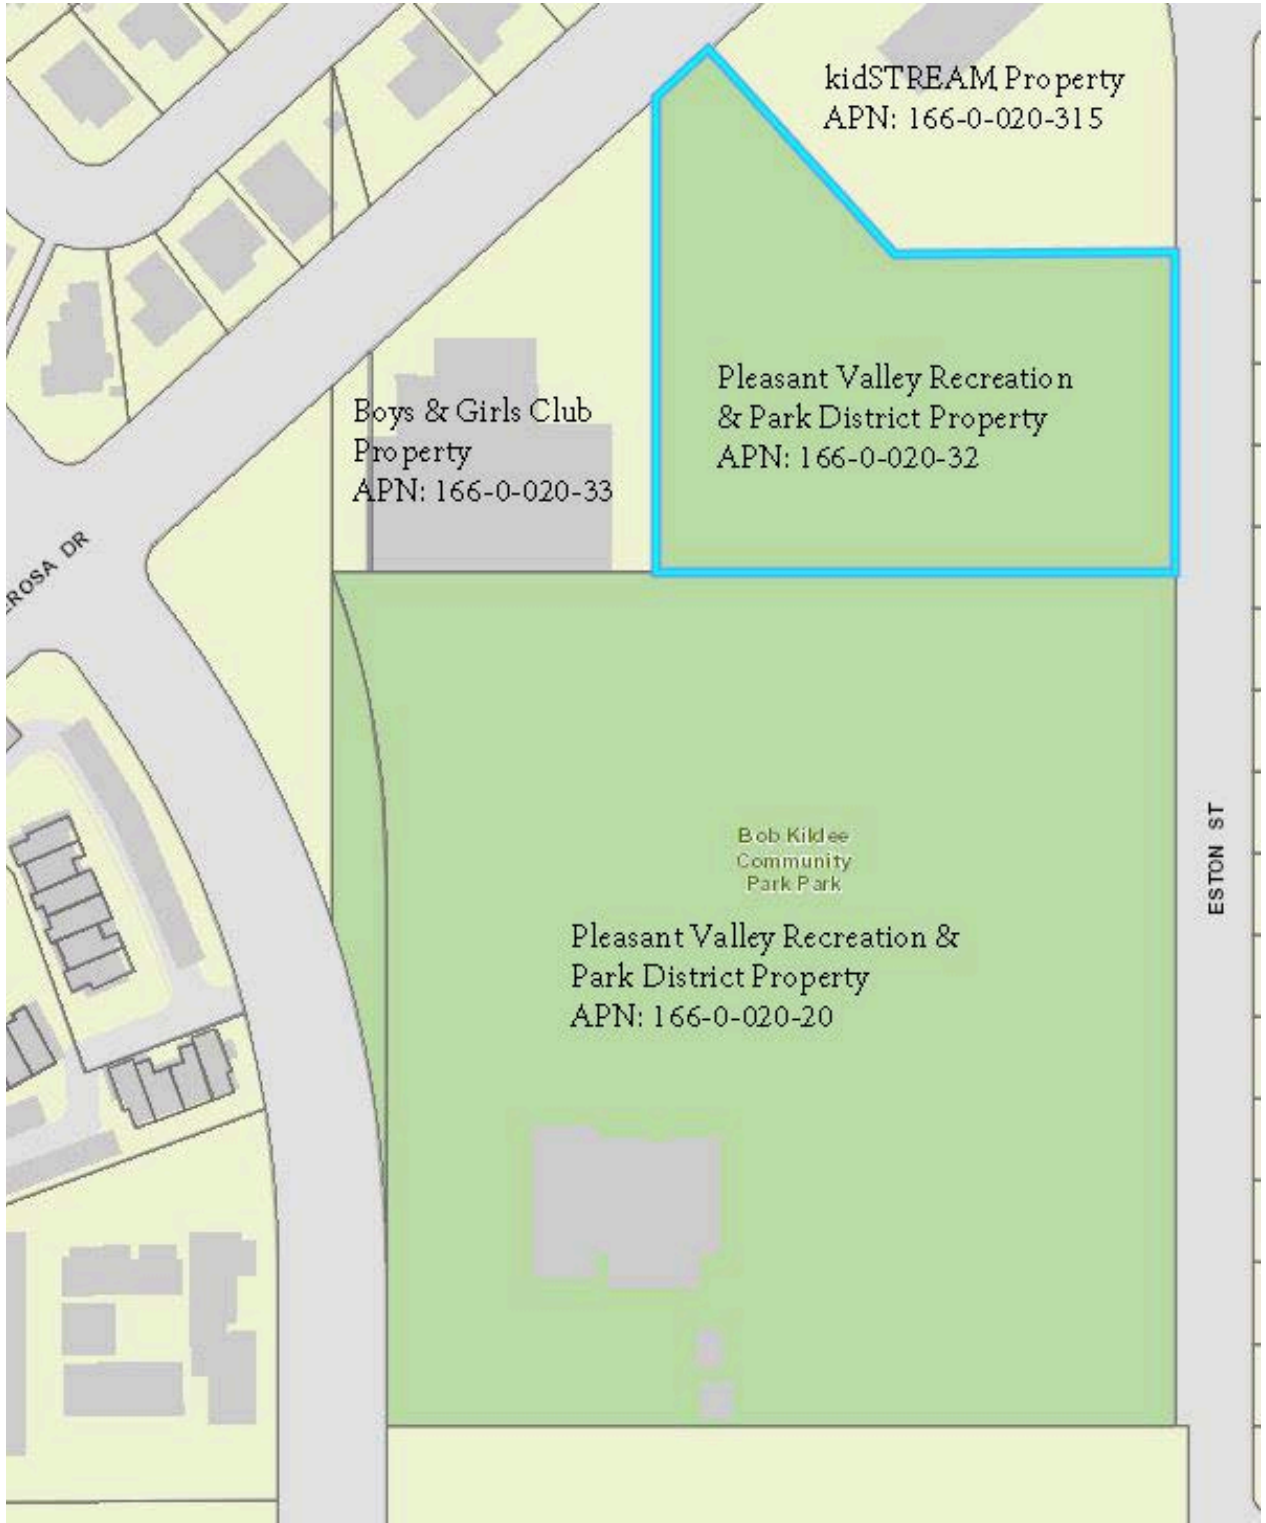 kidSTREAM Property
APN: 166-0-020-315
Pleasant Valley Recreation
& Park District Property
APN: 166-0-020-32
Boys & Girls Club
Property
APN: 166-0-020-33
ROSA DR
Bob Kildee
Community
Park Park
Pleasant Valley Recreation &
Park District Property
APN: 166-0-020-20
ESTON ST